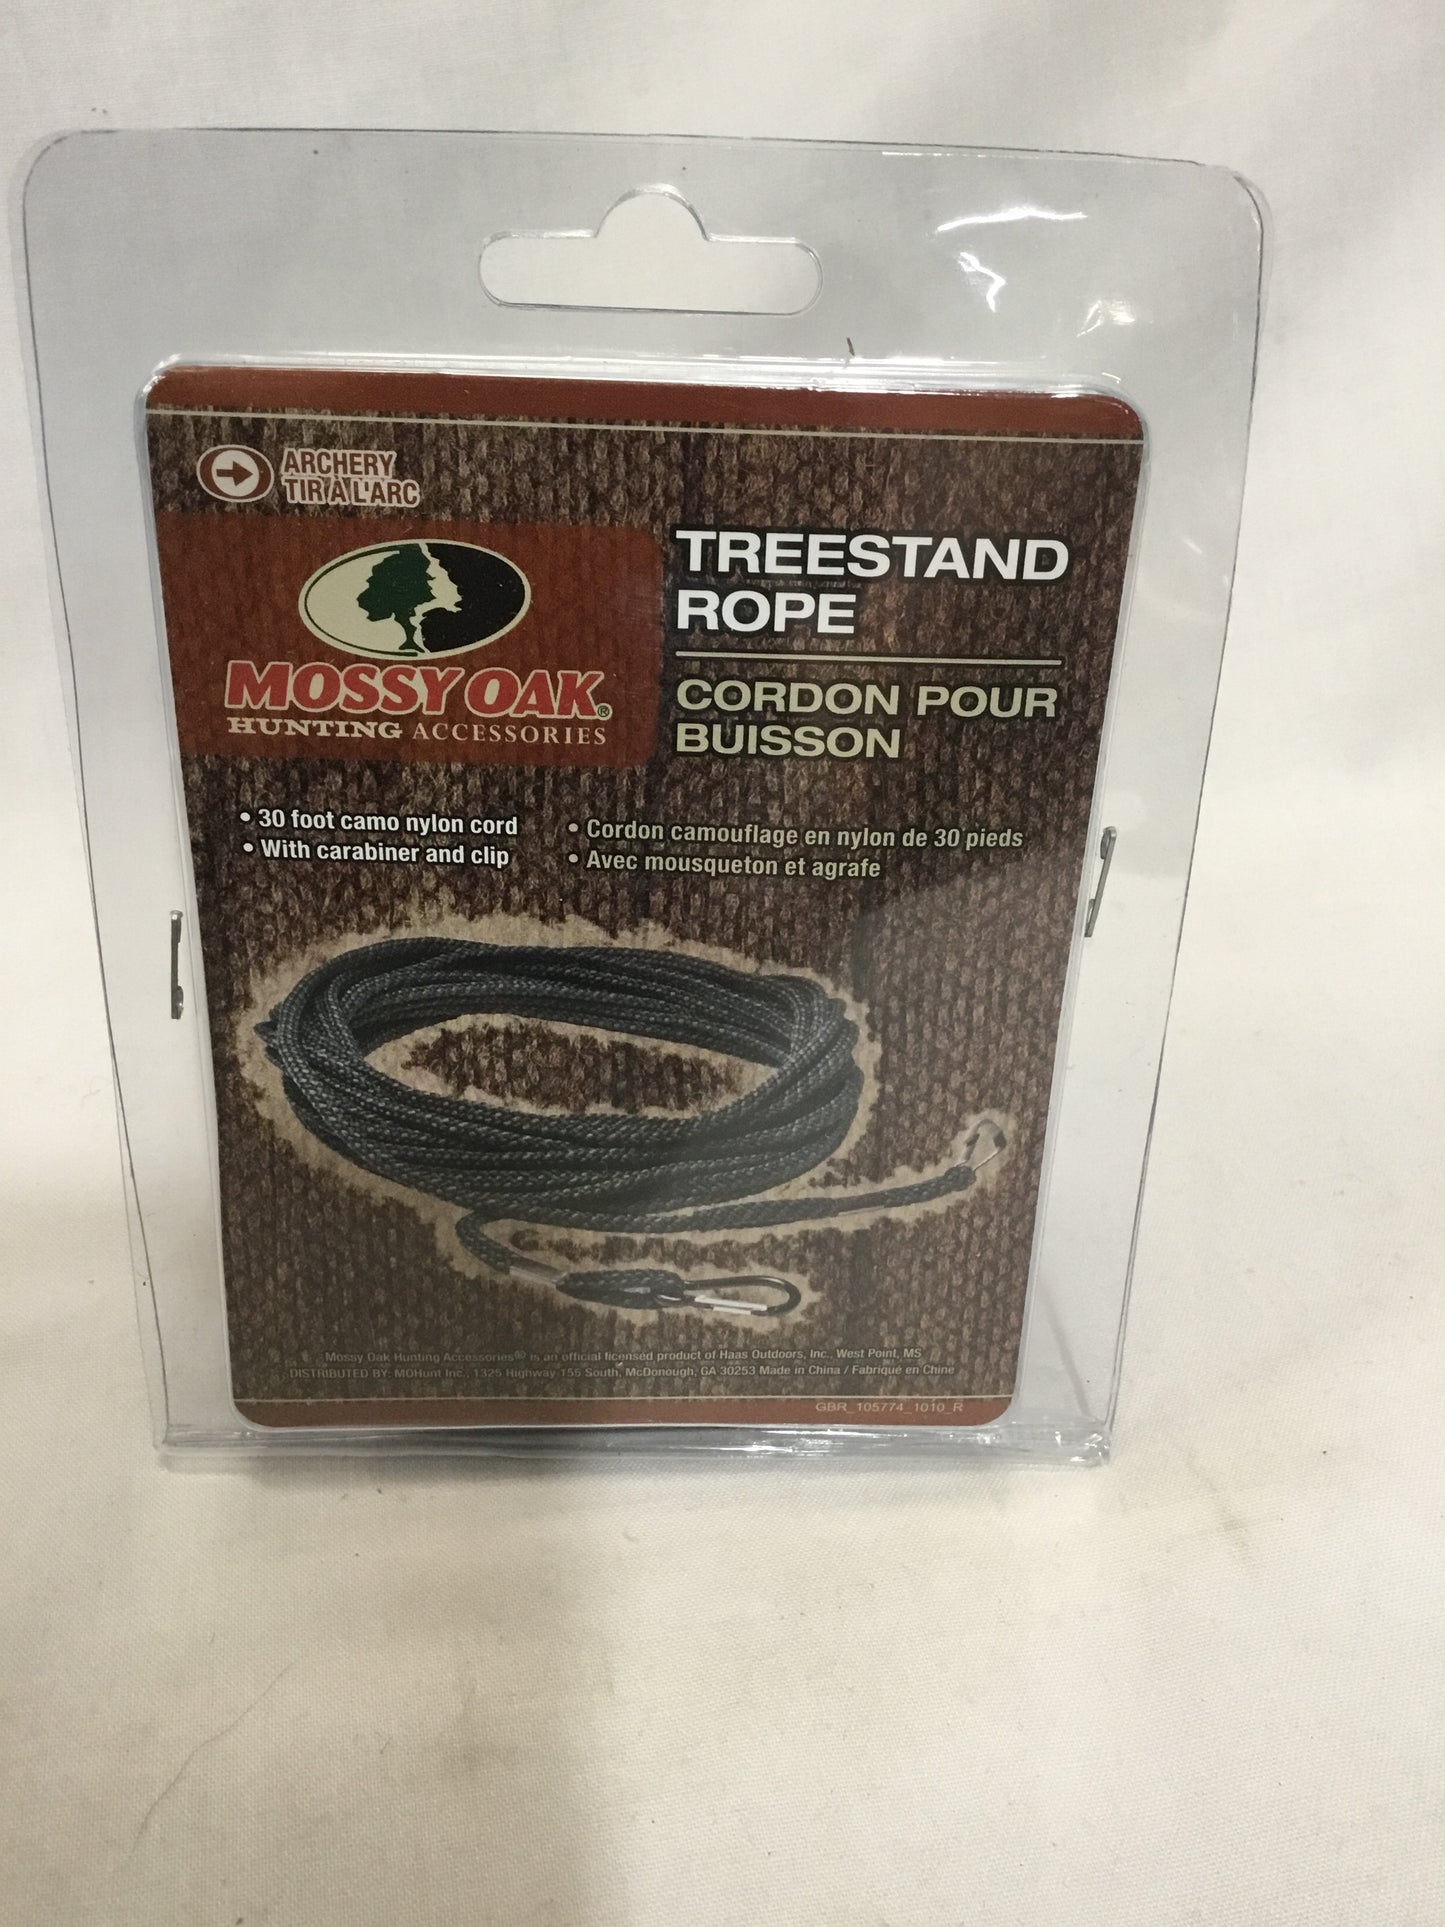 ARCHERY
TIR À L'ARC
MOSSY OAK®
HUNTING ACCESSORIES
TREESTAND
ROPE
CORDON POUR
BUISSON
• 30 foot camo nylon cord
• With carabiner and clip
• Cordon camouflage en nylon de 30 pieds
• Avec mousqueton et agrafe
Mossy Oak Hunting Accessories® is an official licensed product of Haas Outdoors, Inc., West Point, MS
DISTRIBUTED BY: MOHunt Inc., 1325 Highway 155 South, McDonough, GA 30253 Made in China / Fabriqué en Chine
GBR_105774_1010_R